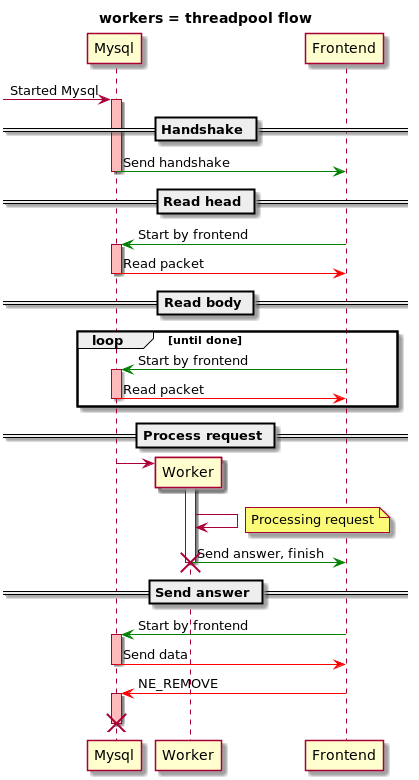 workers = threadpool flow
Mysql
Frontend
Started Mysql
Handshake
Send handshake
Read head
Start by frontend
Read packet
Read body
loop
[until done]
Start by frontend
Read packet
Process request
Worker
Processing request
Send answer, finish
Send answer
Start by frontend
Send data
NE_REMOVE
Mysql
Worker
Frontend